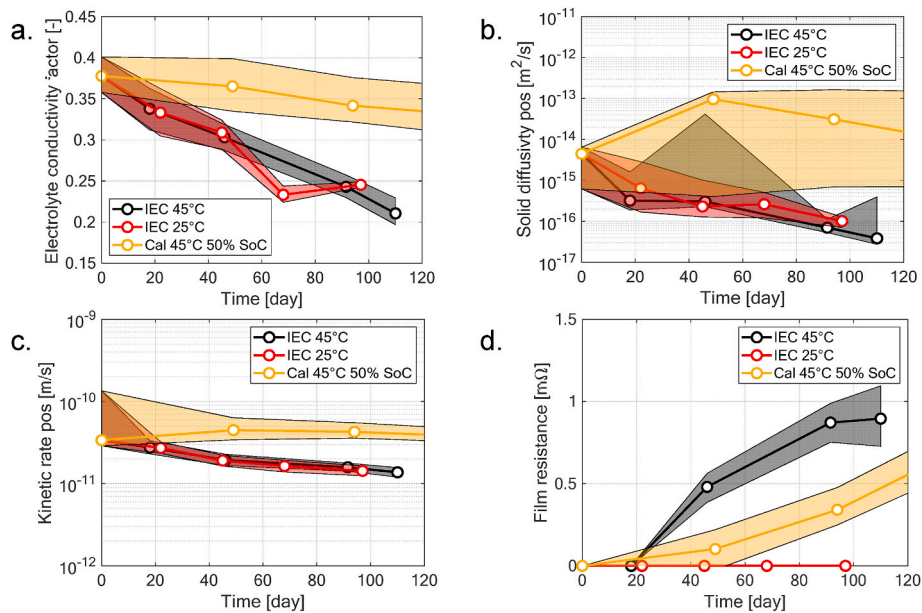 a.
Electrolyte conductivity factor [-]
0.45
0.4
0.35
0.3
0.25
0.2
0.15
IEC 45°C
IEC 25°C
Cal 45°C 50% SoC
0 20 40 60 80 100 120
Time [day]
b.
Solid diffusivty pos [m²/s]
10⁻¹¹
10⁻¹²
10⁻¹³
10⁻¹⁴
10⁻¹⁵
10⁻¹⁶
10⁻¹⁷
IEC 45°C
IEC 25°C
Cal 45°C 50% SoC
0 20 40 60 80 100 120
Time [day]
c.
Kinetic rate pos [m/s]
10⁻⁹
10⁻¹⁰
10⁻¹¹
10⁻¹²
IEC 45°C
IEC 25°C
Cal 45°C 50% SoC
0 20 40 60 80 100 120
Time [day]
d.
Film resistance [mΩ]
1.5
1
0.5
0
IEC 45°C
IEC 25°C
Cal 45°C 50% SoC
0 20 40 60 80 100 120
Time [day]